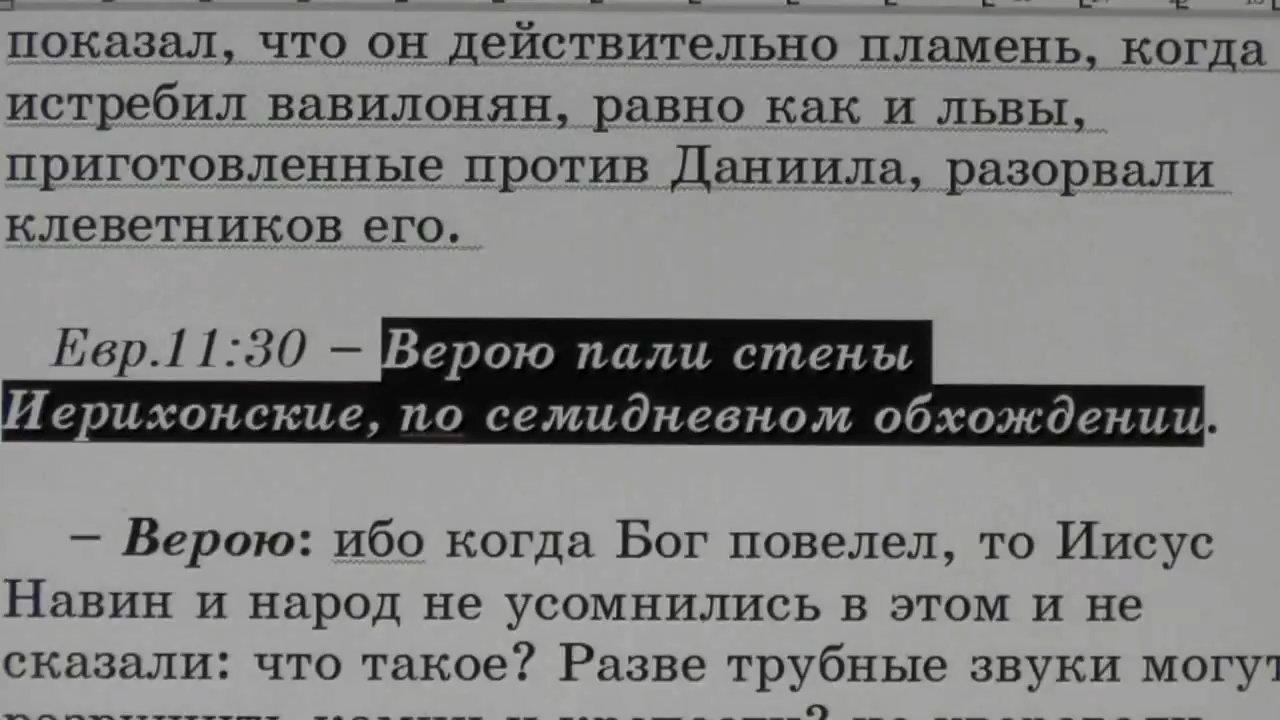 показал, что он действительно пламень, когда
истребил вавилонян, равно как и львы,
приготовленные против Даниила, разорвали
клеветников его.
Евр.11:30 – Верою пали стены
Иерихонские, по семидневном обхождении.
– Верою: ибо когда Бог повелел, то Иисус
Навин и народ не усомнились в этом и не
сказали: что такое? Разве трубные звуки могут